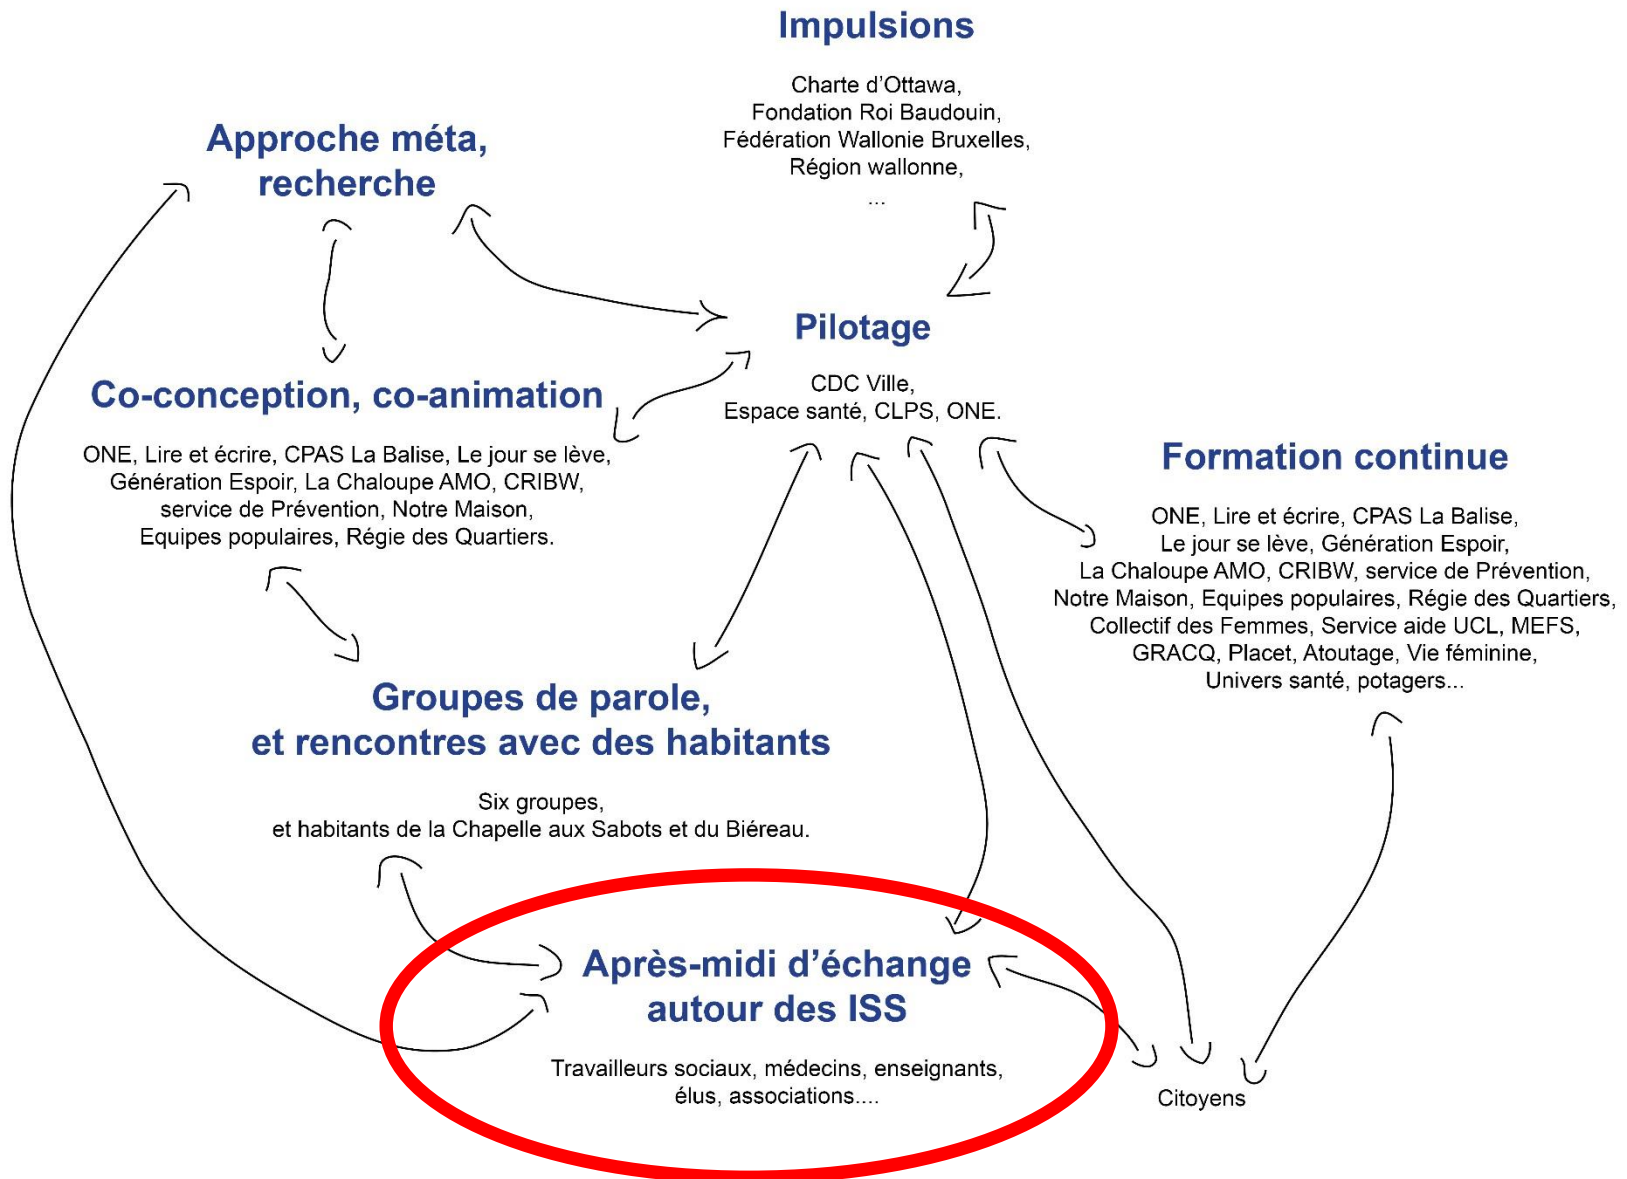 Impulsions
Charte d’Ottawa,
Fondation Roi Baudouin,
Fédération Wallonie Bruxelles,
Région wallonne,
...
Approche méta,
recherche
Pilotage
CDC Ville,
Espace santé, CLPS, ONE.
Co-conception, co-animation
ONE, Lire et écrire, CPAS La Balise, Le jour se lève,
Génération Espoir, La Chaloupe AMO, CRIBW,
service de Prévention, Notre Maison,
Equipes populaires, Régie des Quartiers.
Formation continue
ONE, Lire et écrire, CPAS La Balise,
Le jour se lève, Génération Espoir,
La Chaloupe AMO, CRIBW, service de Prévention,
Notre Maison, Equipes populaires, Régie des Quartiers,
Collectif des Femmes, Service aide UCL, MEFS,
GRACQ, Placet, Atoutage, Vie féminine,
Univers santé, potagers...
Groupes de parole,
et rencontres avec des habitants
Six groupes,
et habitants de la Chapelle aux Sabots et du Biéreau.
Après-midi d’échange
autour des ISS
Travailleurs sociaux, médecins, enseignants,
élus, associations....
Citoyens